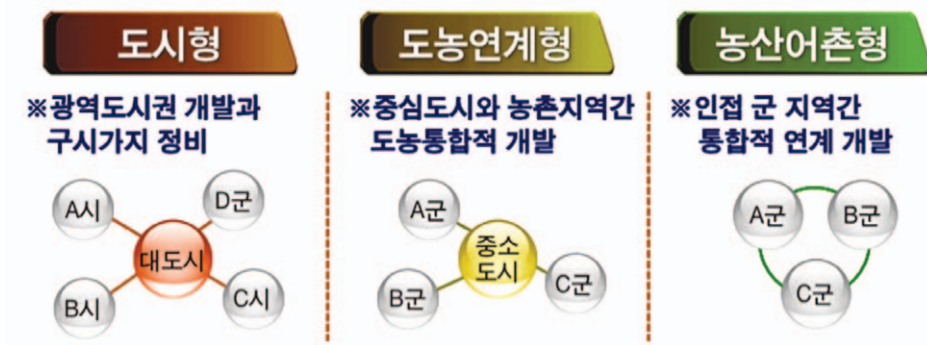 도시형
※광역도시권 개발과
구시가지 정비
A시
D군
대도시
B시
C시
도농연계형
※중심도시와 농촌지역간
도농통합적 개발
A군
중소
도시
B군
C군
농산어촌형
※인접 군 지역간
통합적 연계 개발
A군
B군
C군